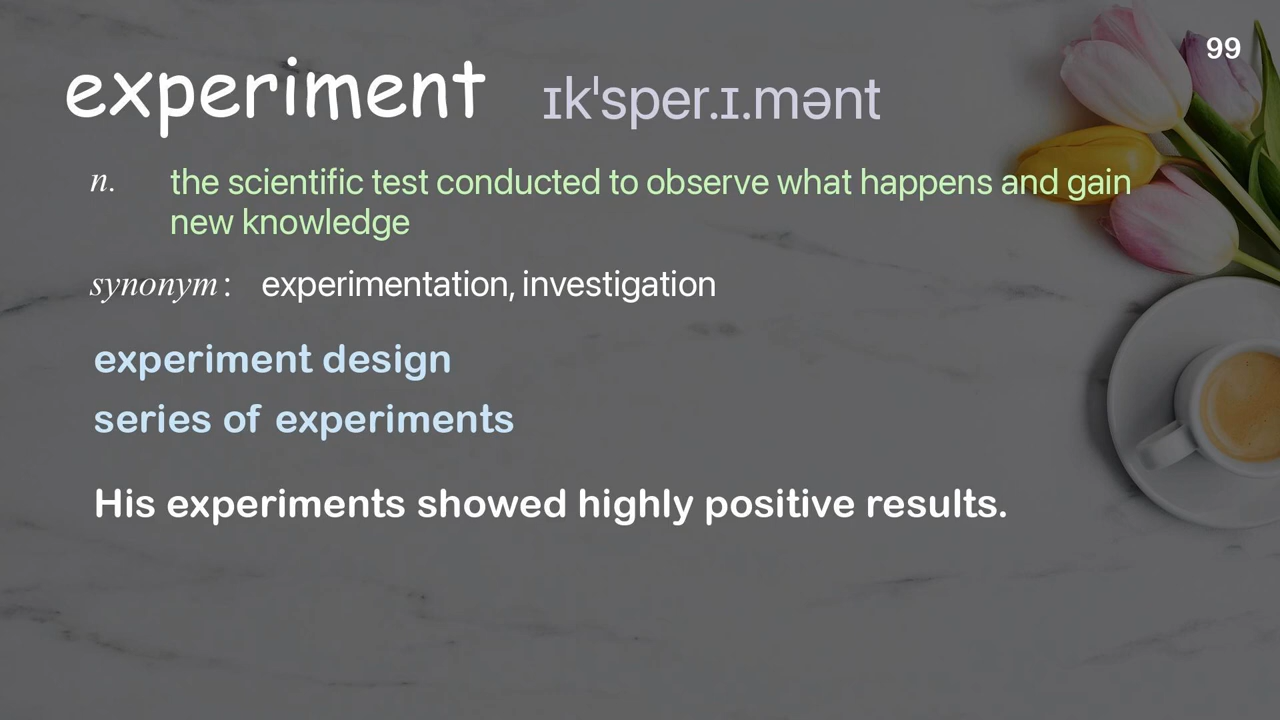 99
experiment ɪkˈsper.ɪ.mənt
n. the scientific test conducted to observe what happens and gain
new knowledge
synonym : experimentation, investigation
experiment design
series of experiments
His experiments showed highly positive results.